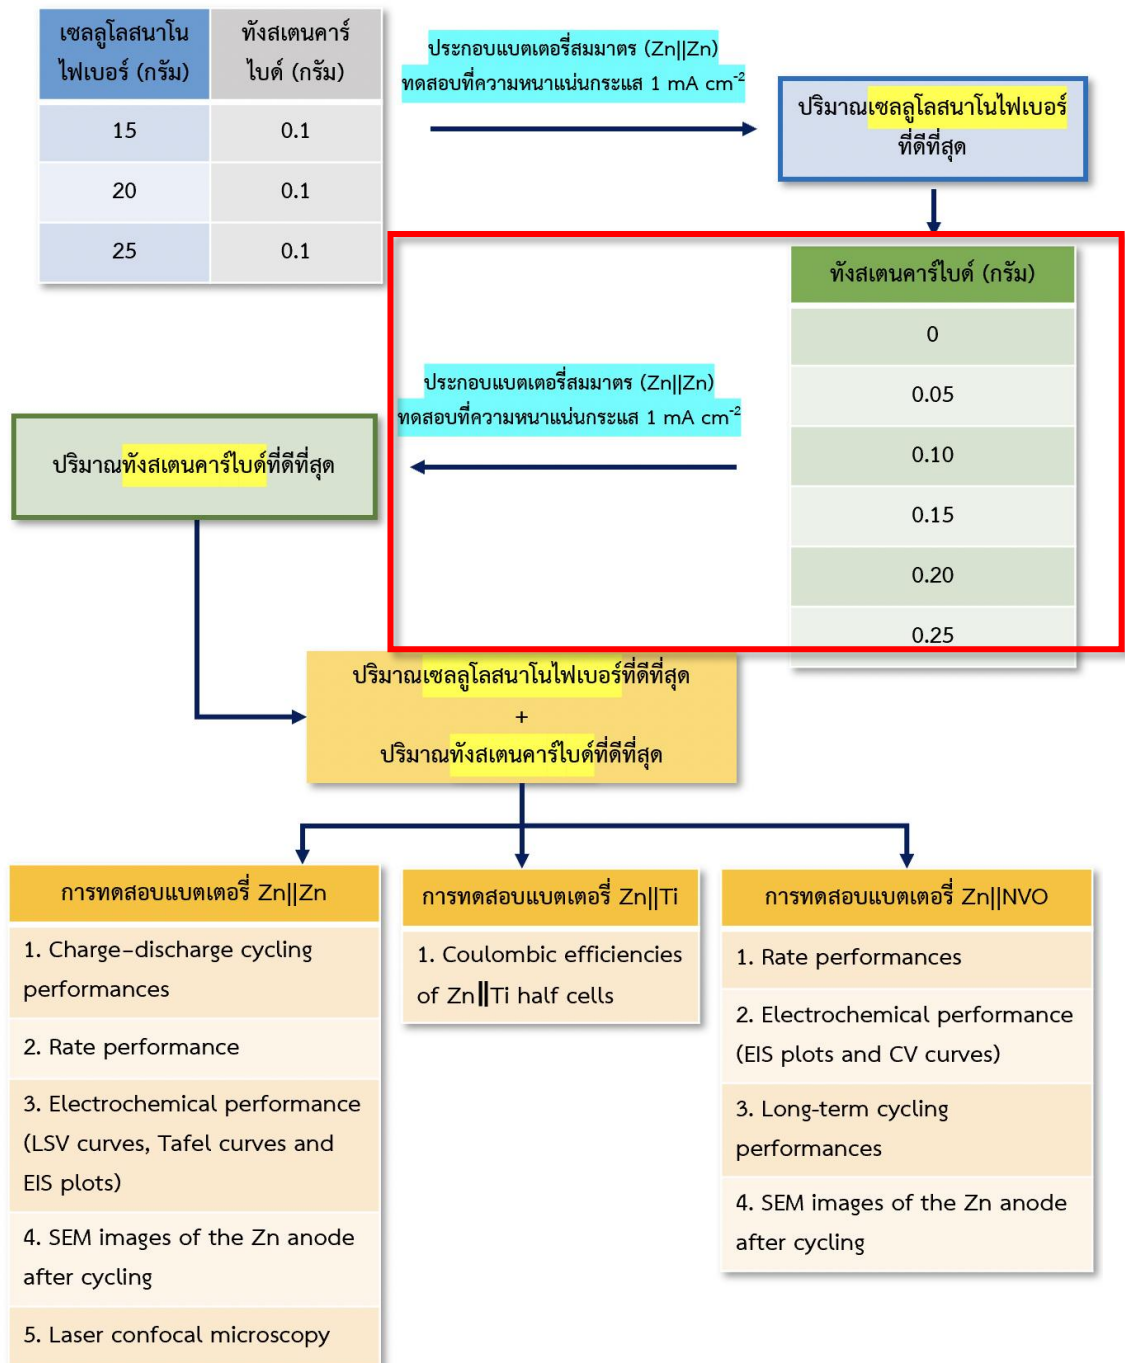 เซลลูโลสนาโน
ไฟเบอร์ (กรัม)
ทังสเตนคาร์
ไบด์ (กรัม)
15
0.1
20
0.1
25
0.1
ประกอบแบตเตอรี่สมมาตร (Zn||Zn)
ทดสอบที่ความหนาแน่นกระแส 1 mA cm⁻²
ปริมาณเซลลูโลสนาโนไฟเบอร์
ที่ดีที่สุด
ทังสเตนคาร์ไบด์ (กรัม)
0
0.05
0.10
0.15
0.20
0.25
ประกอบแบตเตอรี่สมมาตร (Zn||Zn)
ทดสอบที่ความหนาแน่นกระแส 1 mA cm⁻²
ปริมาณทังสเตนคาร์ไบด์ที่ดีที่สุด
ปริมาณเซลลูโลสนาโนไฟเบอร์ที่ดีที่สุด
+
ปริมาณทังสเตนคาร์ไบด์ที่ดีที่สุด
การทดสอบแบตเตอรี่ Zn||Zn
1. Charge–discharge cycling
performances
2. Rate performance
3. Electrochemical performance
(LSV curves, Tafel curves and
EIS plots)
4. SEM images of the Zn anode
after cycling
5. Laser confocal microscopy
การทดสอบแบตเตอรี่ Zn||Ti
1. Coulombic efficiencies
of Zn||Ti half cells
การทดสอบแบตเตอรี่ Zn||NVO
1. Rate performances
2. Electrochemical performance
(EIS plots and CV curves)
3. Long-term cycling
performances
4. SEM images of the Zn anode
after cycling